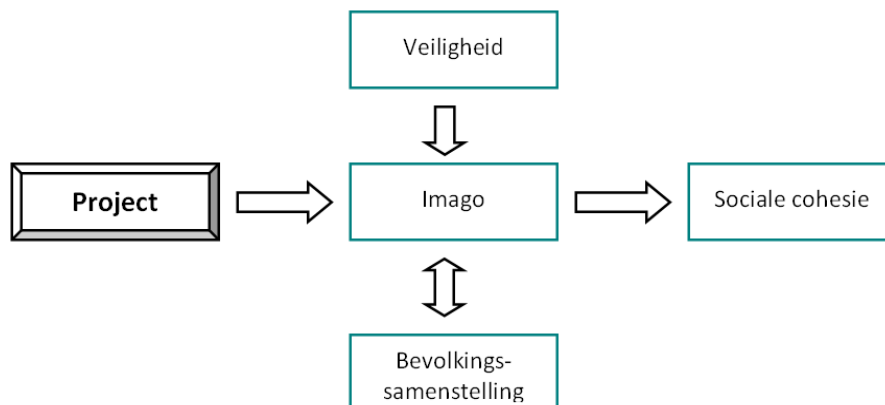 Veiligheid
Project
Imago
Sociale cohesie
Bevolkings-
samenstelling